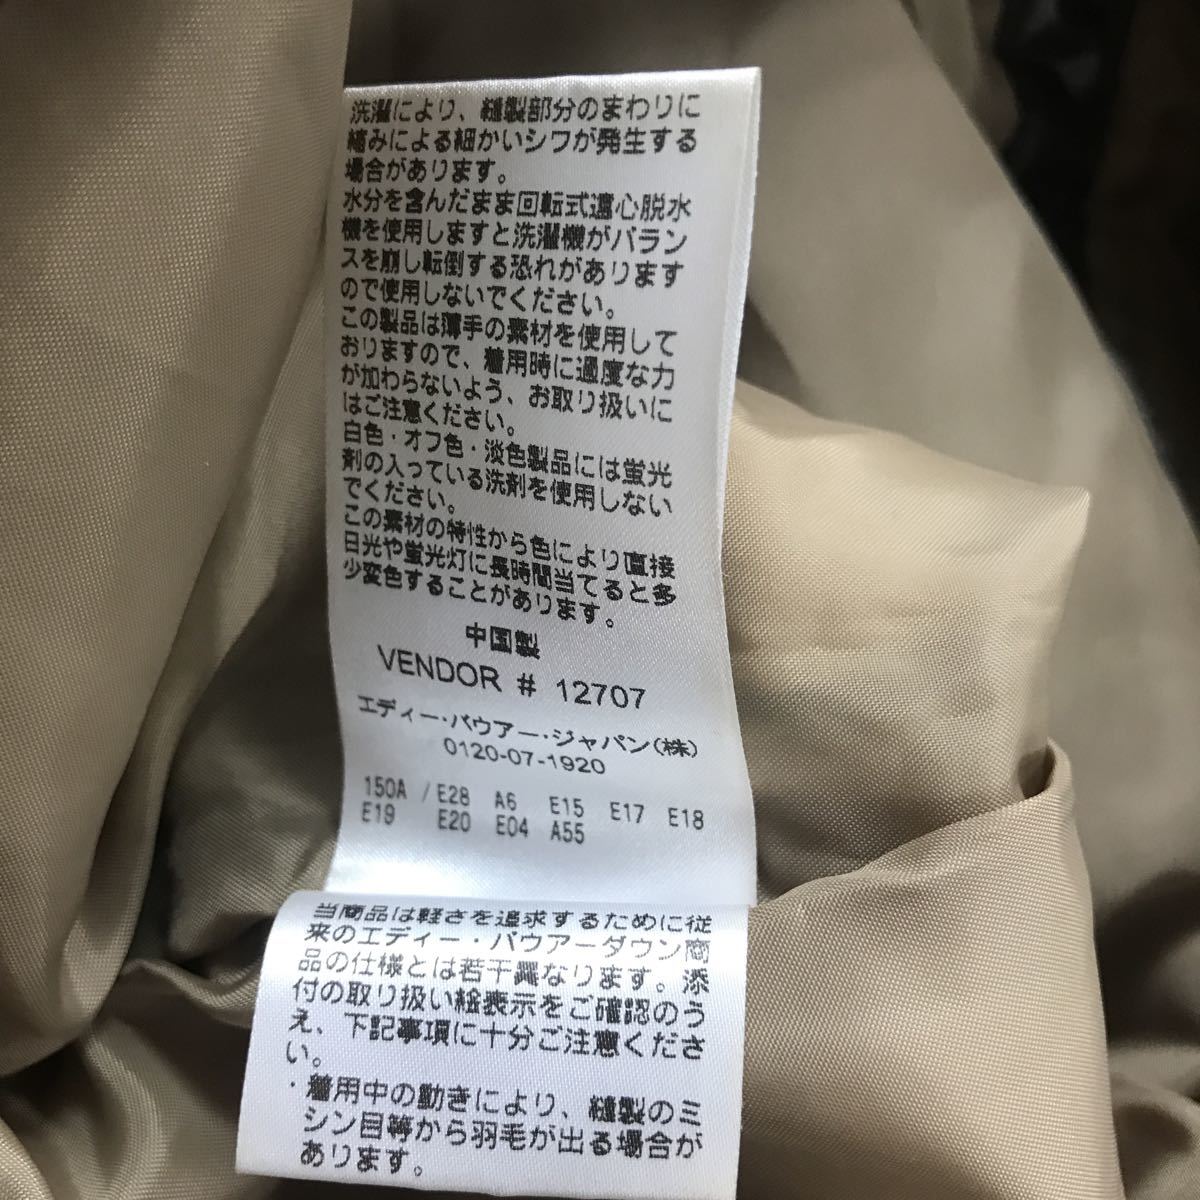 洗濯により、縫製部分のまわりに
縮みによる細かいシワが発生する
場合があります。
水分を含んだまま回転式遠心脱水
機を使用しますと洗濯機がバラン
スを崩し転倒する恐れがあります
ので使用しないでください。
この製品は薄手の素材を使用して
おりますので、着用時に過度な力
が加わらないよう、お取り扱いに
はご注意ください。
白色・オフ色・淡色製品には蛍光
剤の入っている洗剤を使用しない
でください。
この素材の特性から色により直接
日光や蛍光灯に長時間当てると多
少変色することがあります。
中国製
VENDOR # 12707
エディー・バウアー・ジャパン(株)
0120-07-1920
150A / E28 A6 E15 E17 E18
E19 E20 E04 A55
当商品は軽さを追求するために従
来のエディー・バウアーダウン商
品の仕様とは若干異なります。添
付の取り扱い絵表示をご確認のう
え、下記事項に十分ご注意くださ
い。
・着用中の動きにより、縫製のミ
シン目等から羽毛が出る場合が
あります。